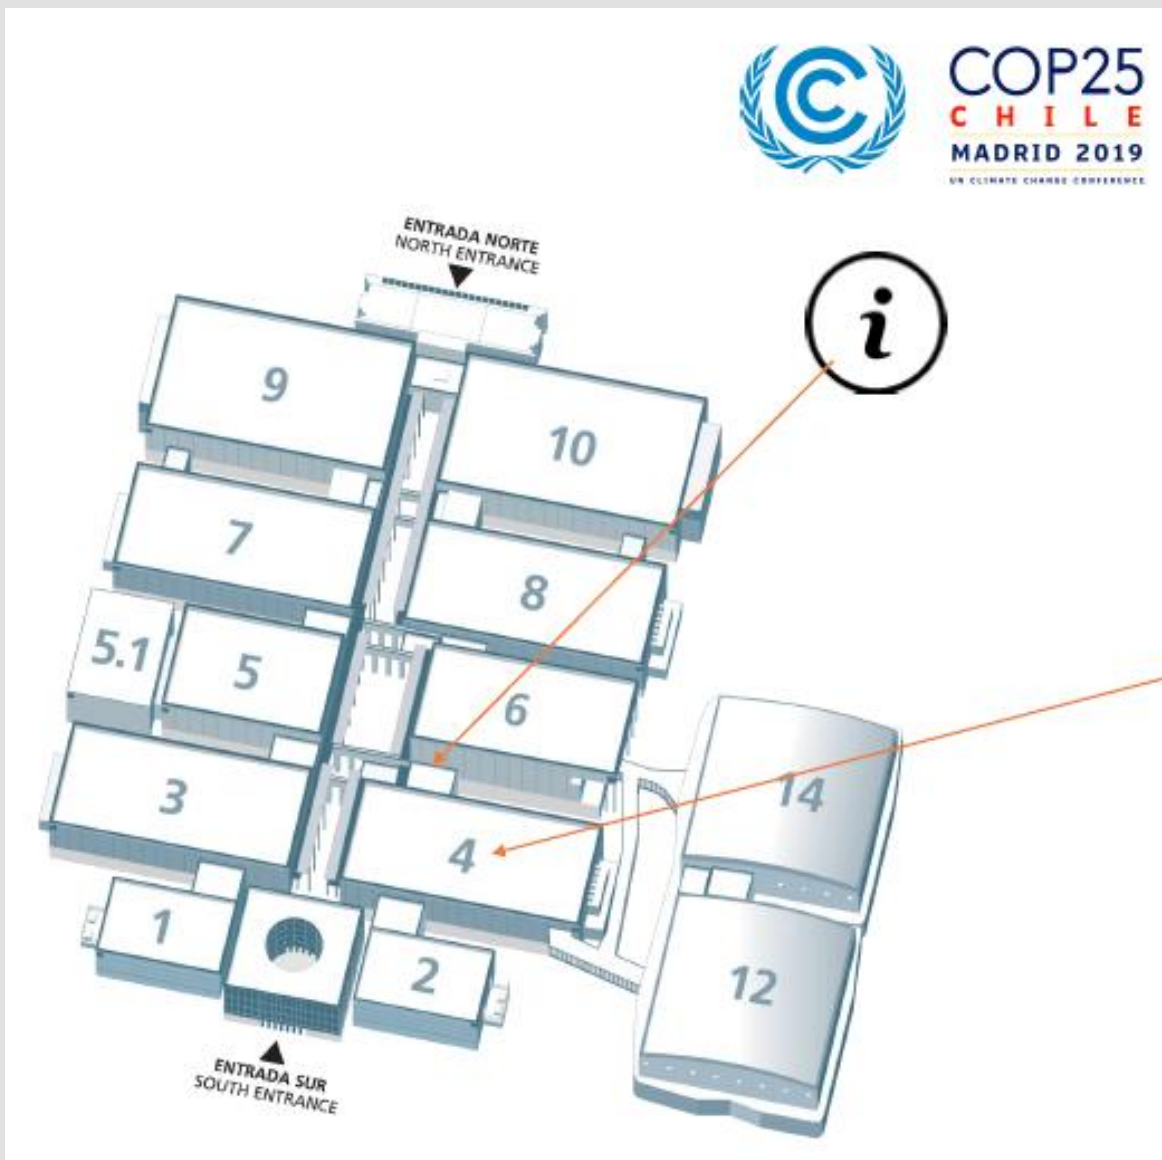 COP25
CHILE
MADRID 2019
UN CLIMATE CHANGE CONFERENCE
ENTRADA NORTE
NORTH ENTRANCE
i
9
10
7
8
5.1
5
6
3
14
4
1
2
12
ENTRADA SUR
SOUTH ENTRANCE